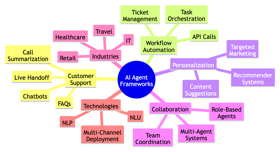 Ticket
Management
Task
Orchestration
Travel
Healthcare
IT
Workflow
Automation
API Calls
Retail
Industries
Targeted
Marketing
Call
Summarization
Personalization
Live Handoff
Customer
Support
AI Agent
Frameworks
Recommender
Systems
Chatbots
Content
Suggestions
FAQs
Technologies
NLU
Collaboration
Role-Based
Agents
NLP
Multi-Channel
Deployment
Team
Coordination
Multi-Agent
Systems